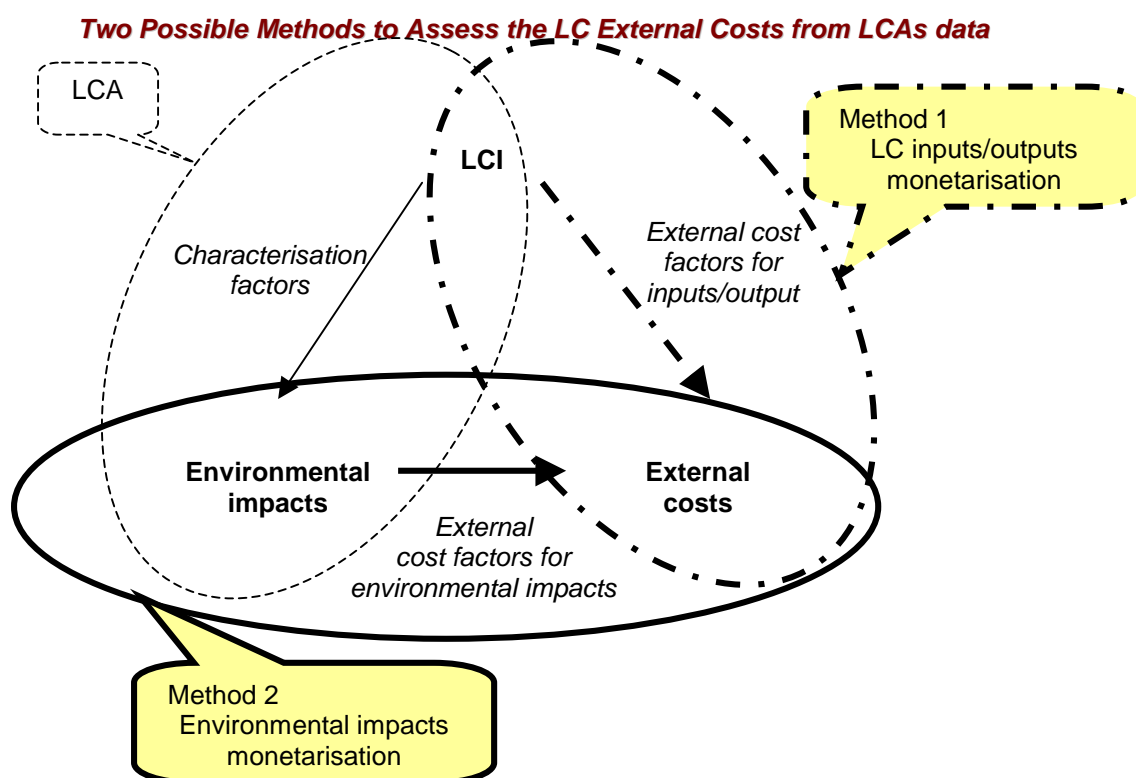 Two Possible Methods to Assess the LC External Costs from LCAs data
LCA
Method 1
LC inputs/outputs
monetarisation
LCI
Characterisation
factors
External cost
factors for
inputs/output
Environmental
impacts
External
costs
External
cost factors for
environmental impacts
Method 2
Environmental impacts
monetarisation